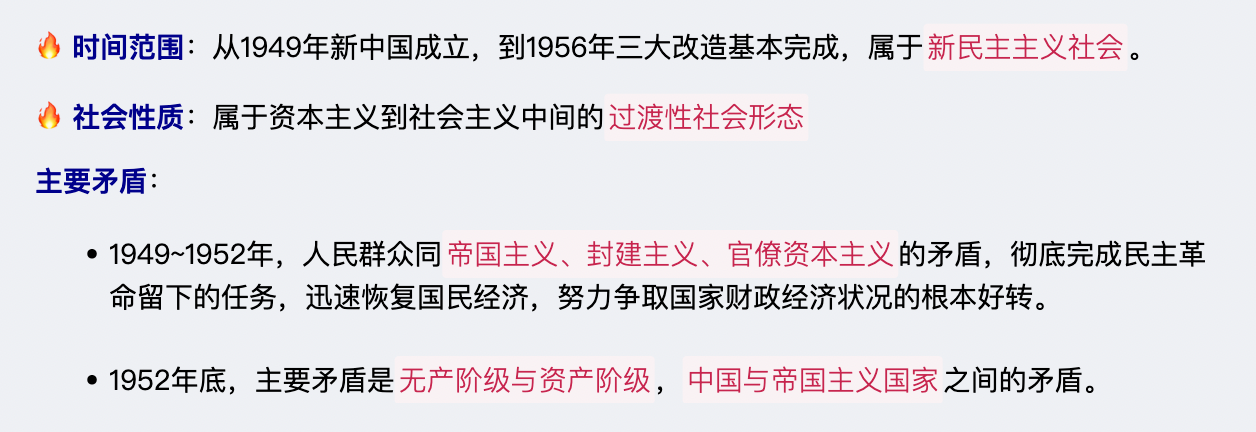 🔥 时间范围：从1949年新中国成立，到1956年三大改造基本完成，属于新民主主义社会。
🔥 社会性质：属于资本主义到社会主义中间的过渡性社会形态
主要矛盾：
• 1949~1952年，人民群众同帝国主义、封建主义、官僚资本主义的矛盾，彻底完成民主革
命留下的任务，迅速恢复国民经济，努力争取国家财政经济状况的根本好转。
• 1952年底，主要矛盾是无产阶级与资产阶级，中国与帝国主义国家之间的矛盾。